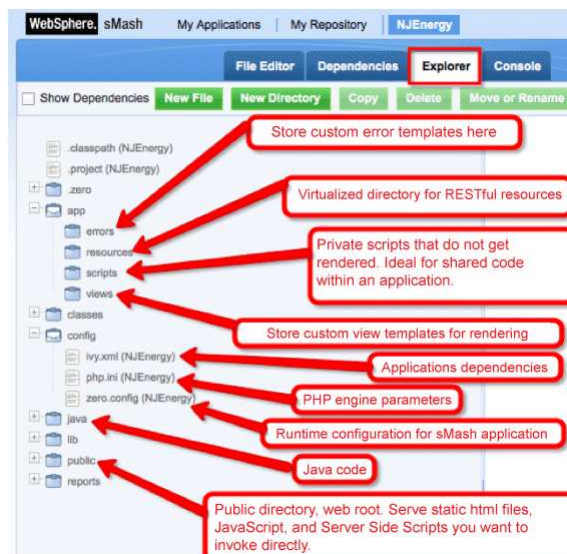 WebSphere. sMash My Applications My Repository NJEnergy
File Editor Dependencies Explorer Console
Show Dependencies New File New Directory Copy Delete Move or Rename
Store custom error templates here
.classpath (NJEnergy)
.project (NJEnergy)
.zero
Virtualized directory for RESTful resources
app
errors
resources
Private scripts that do not get
rendered. Ideal for shared code
within an application.
scripts
views
classes
Store custom view templates for rendering
config
ivy.xml (NJEnergy)
Applications dependencies
php.ini (NJEnergy)
PHP engine parameters
zero.config (NJEnergy)
java
Runtime configuration for sMash application
lib
public
Java code
reports
Public directory, web root. Serve static html files,
JavaScript, and Server Side Scripts you want to
invoke directly.